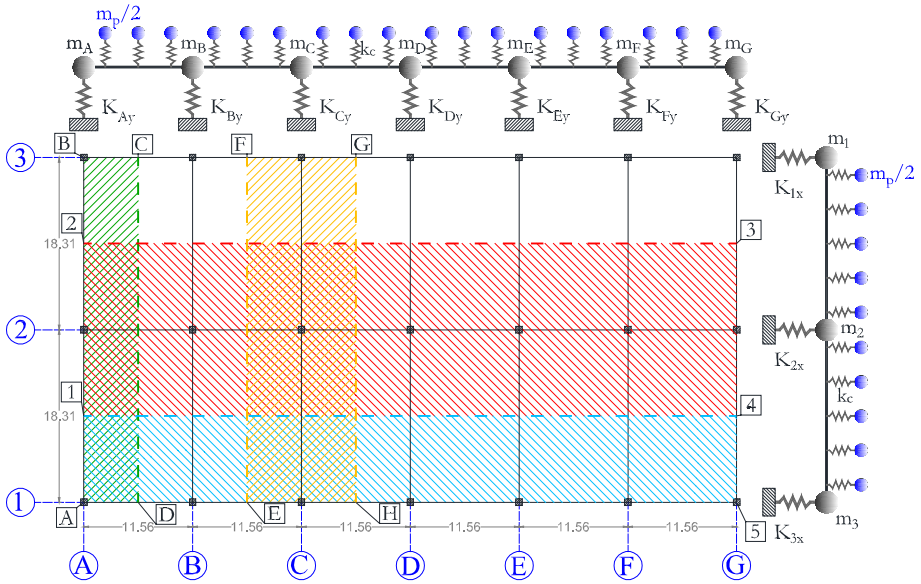 mp/2
mA mB mC kc mD mE mF mG
KAy KBy KCy KDy KEy KFy KGy
B C F G
3 m1
K1x mp/2
2 3
18.31
2 m2
K2x
1 4 kc
18.31
1 A D E H 5 K3x m3
11.56 11.56 11.56 11.56 11.56 11.56
A B C D E F G